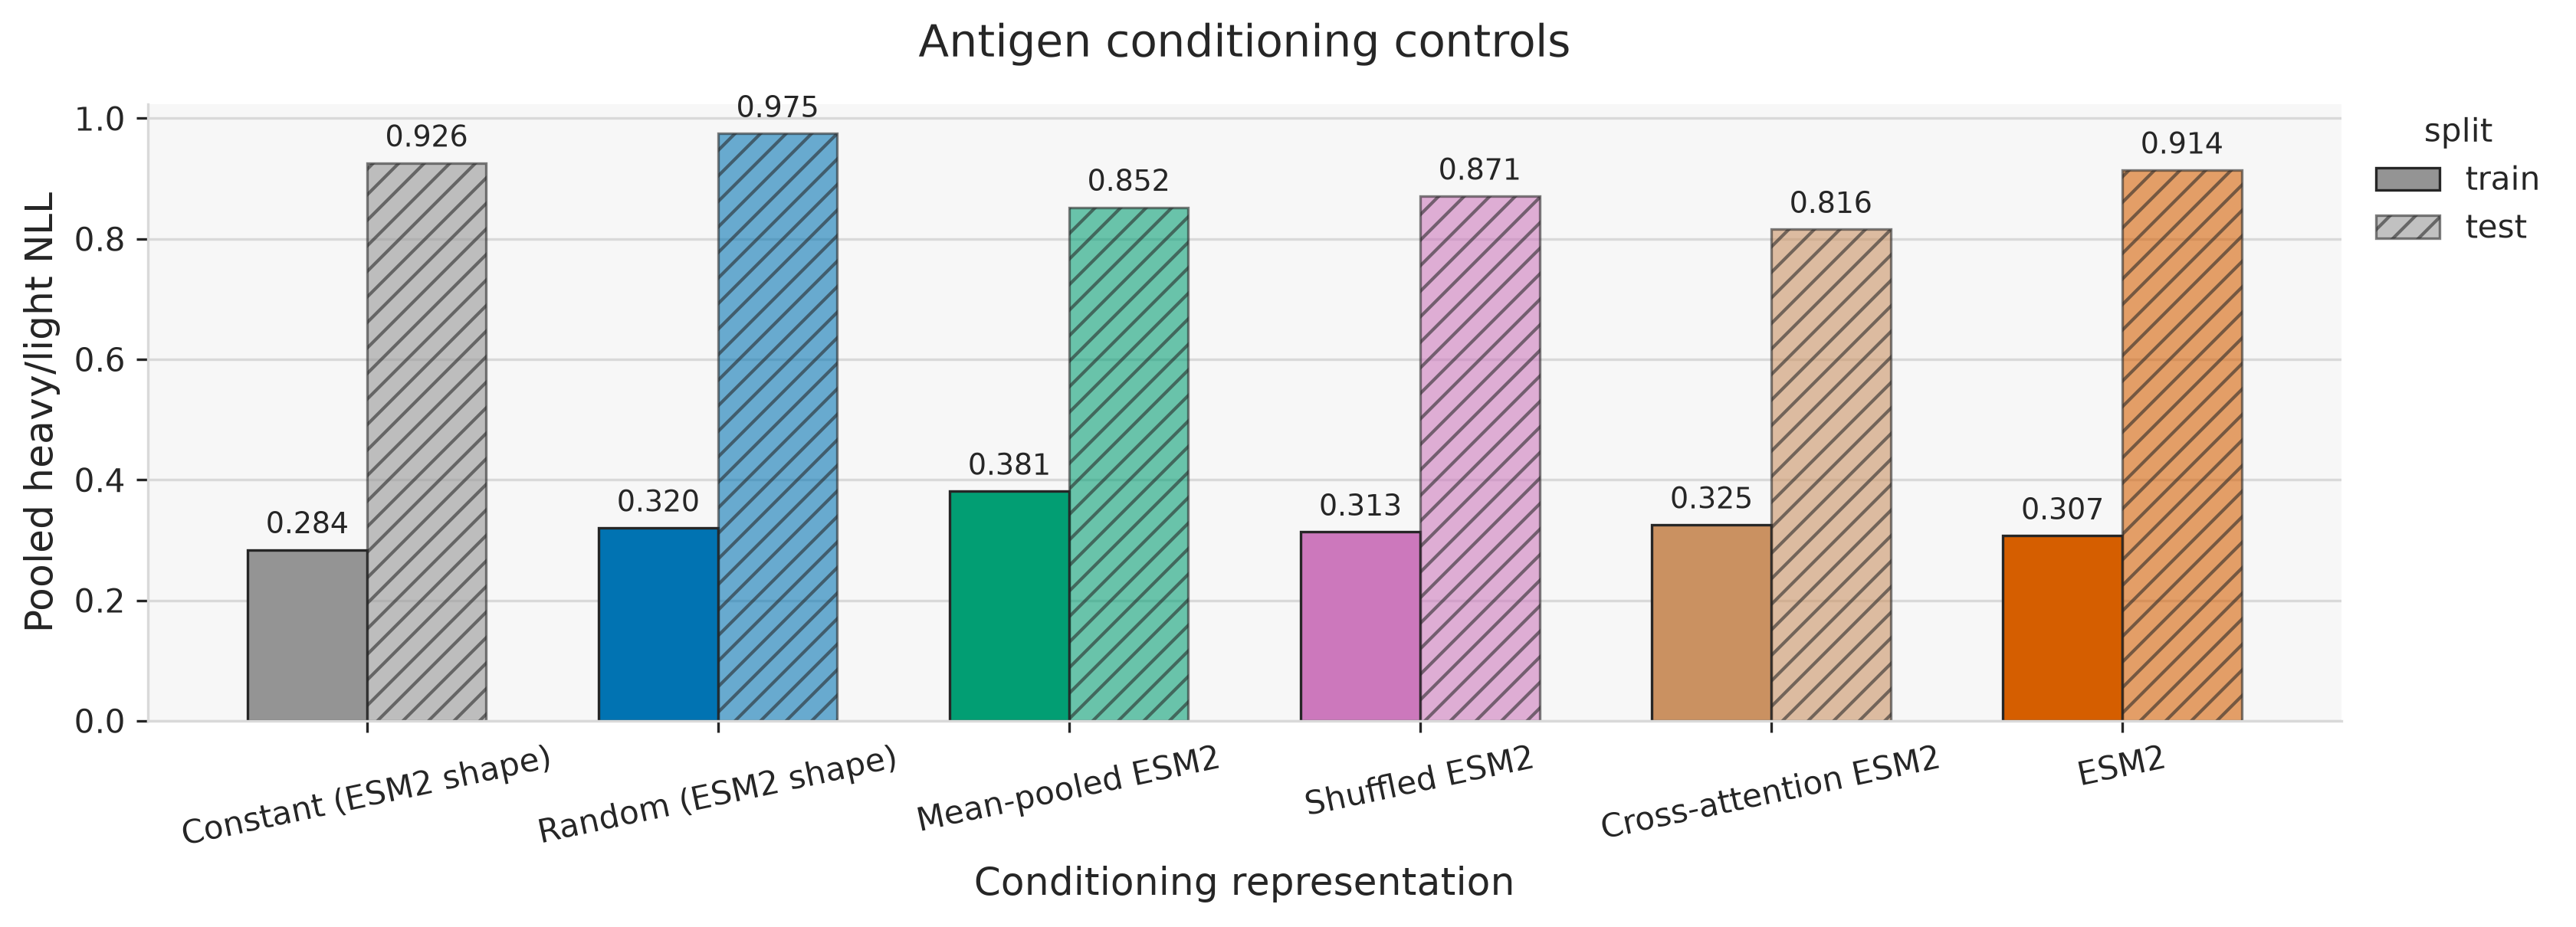 Antigen conditioning controls
Pooled heavy/light NLL
1.0
0.8
0.6
0.4
0.2
0.0
0.284
0.926
0.320
0.975
0.381
0.852
0.313
0.871
0.325
0.816
0.307
0.914
split
train
test
Constant (ESM2 shape)
Random (ESM2 shape)
Mean-pooled ESM2
Shuffled ESM2
Cross-attention ESM2
ESM2
Conditioning representation